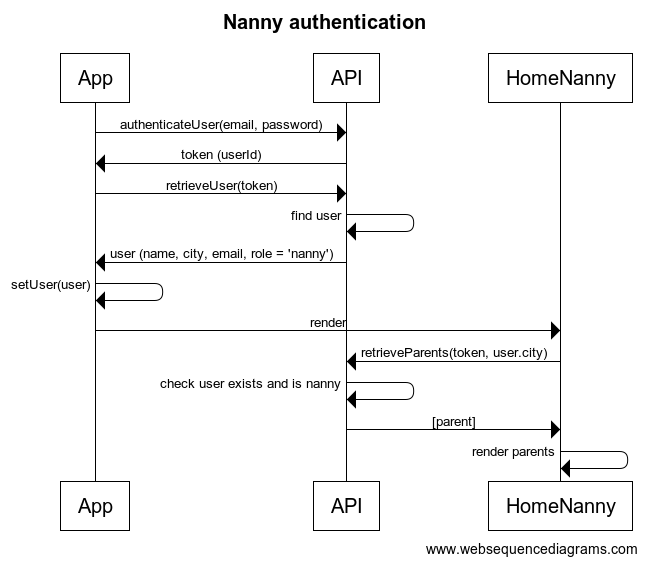 Nanny authentication
App
API
HomeNanny
authenticateUser(email, password)
token (userId)
retrieveUser(token)
find user
user (name, city, email, role = 'nanny')
setUser(user)
render
retrieveParents(token, user.city)
check user exists and is nanny
[parent]
render parents
App
API
HomeNanny
www.websequencediagrams.com